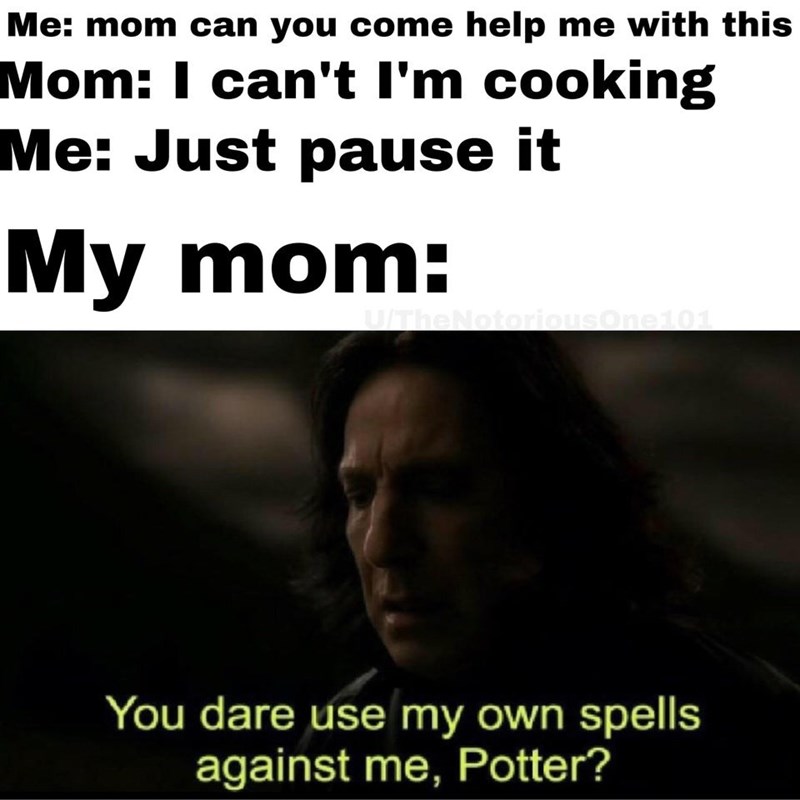 Me: mom can you come help me with this
Mom: I can't I'm cooking
Me: Just pause it
My mom:
U/TheNotoriousOne101
You dare use my own spells
against me, Potter?